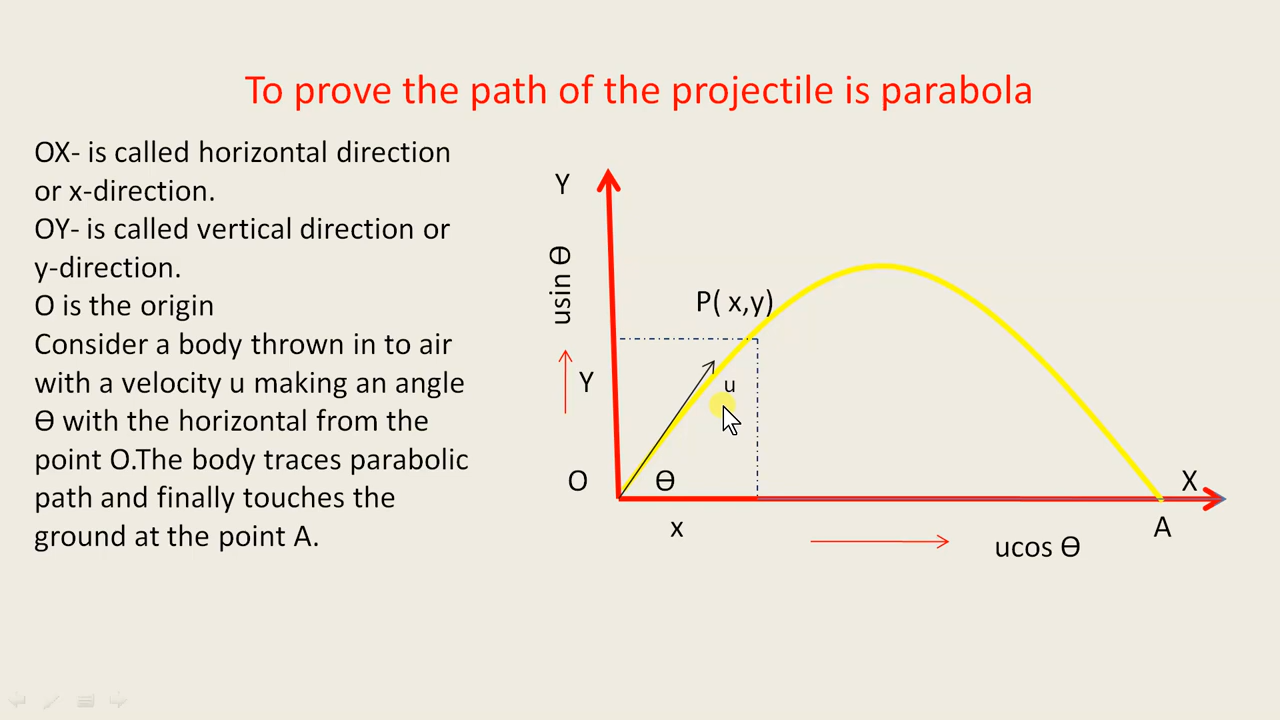 To prove the path of the projectile is parabola
OX- is called horizontal direction
or x-direction.
OY- is called vertical direction or
y-direction.
O is the origin
Consider a body thrown in to air
with a velocity u making an angle
Ɵ with the horizontal from the
point O.The body traces parabolic
path and finally touches the
ground at the point A.
Y
usin Ɵ
P( x,y)
Y
u
O
Ɵ
X
x
A
ucos Ɵ